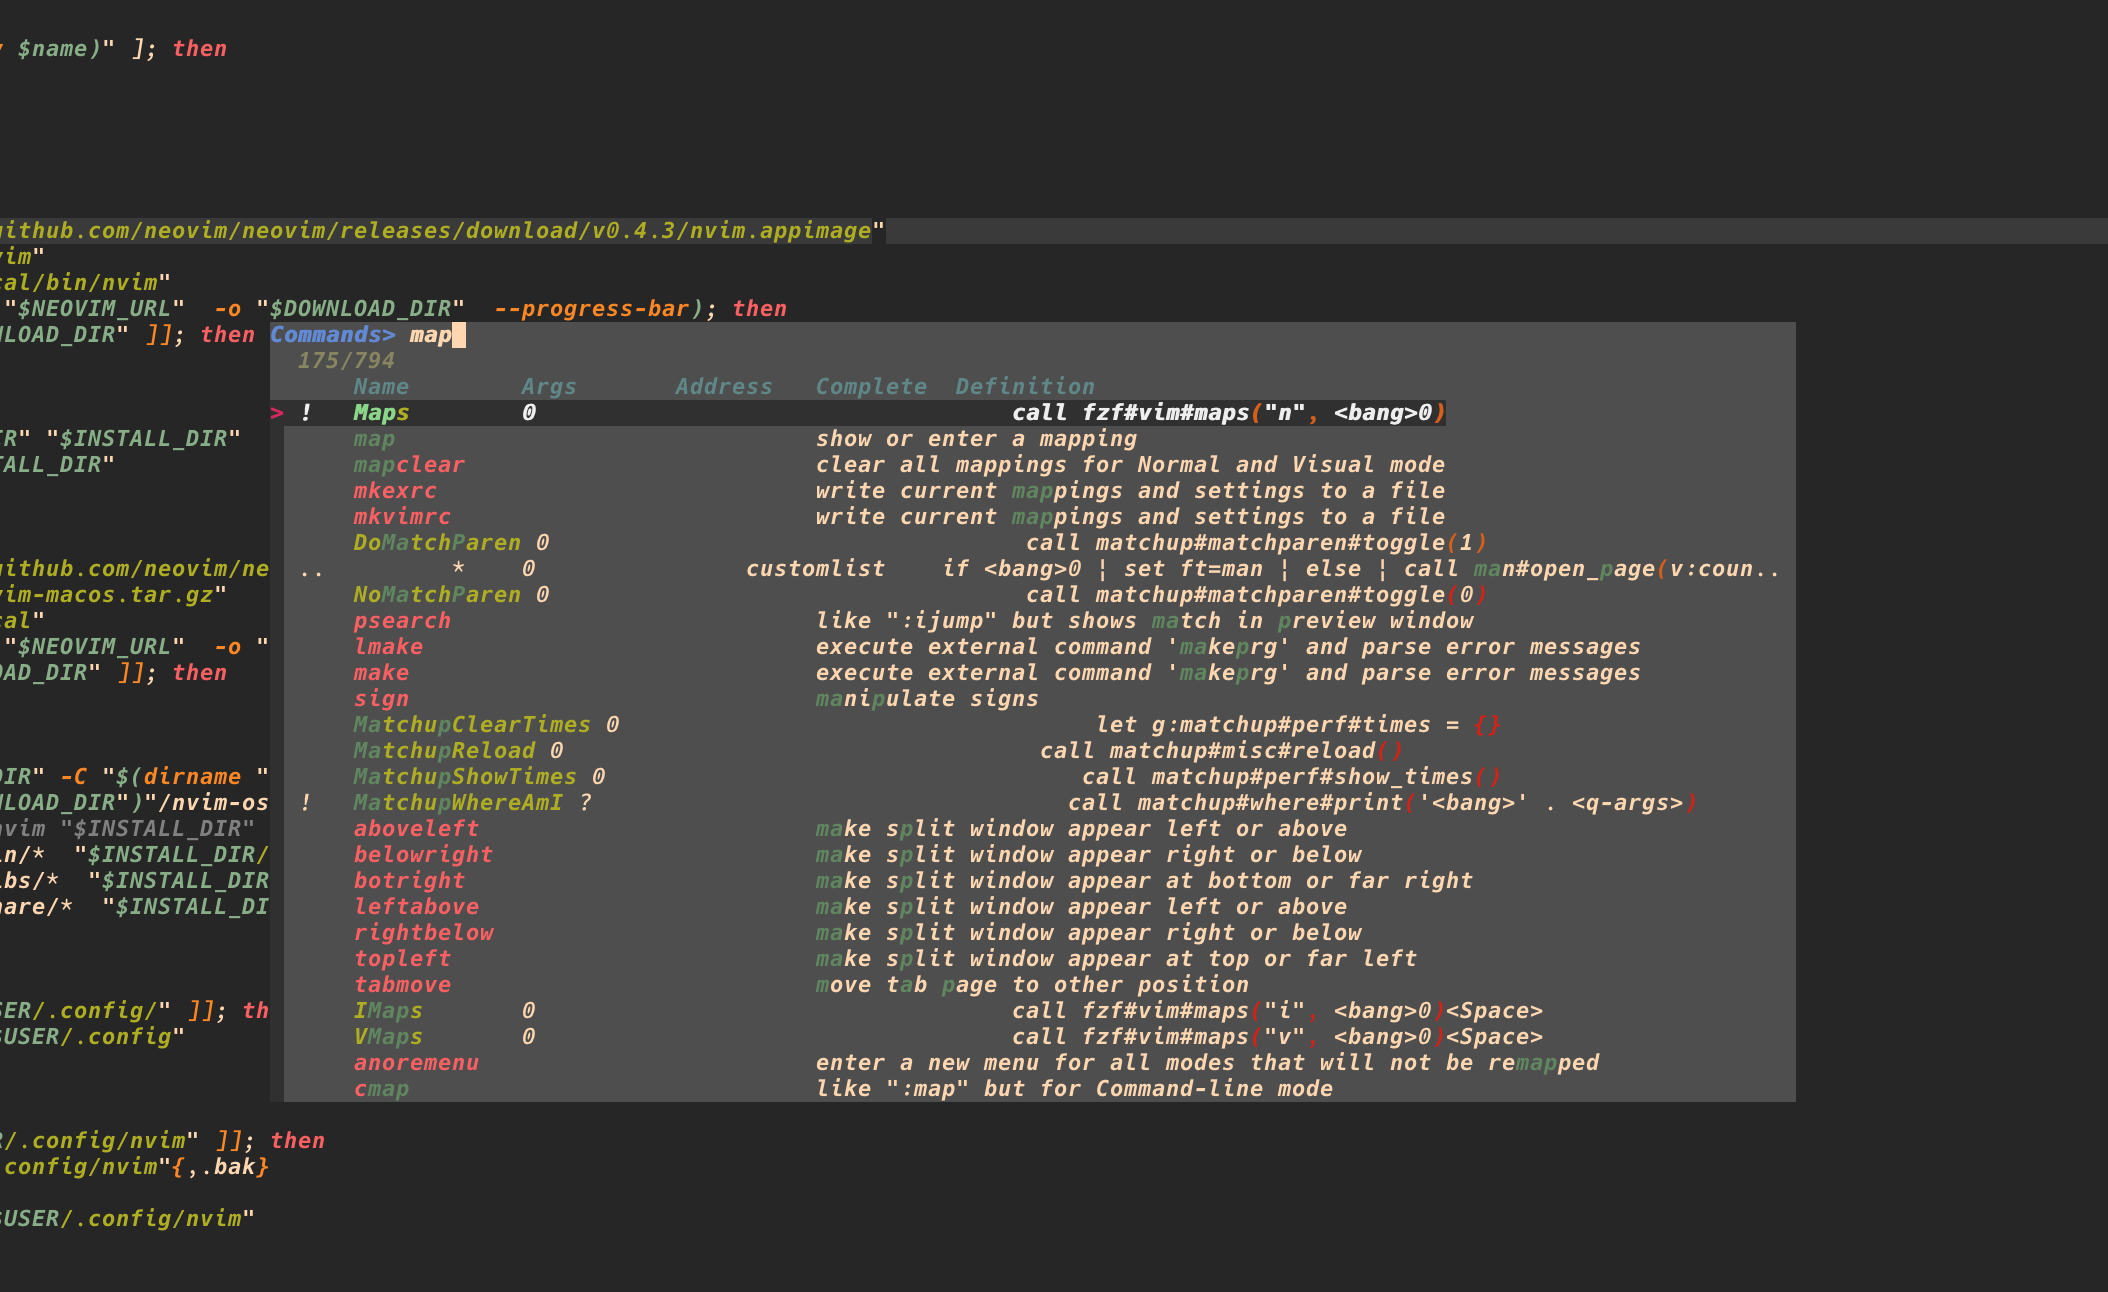 $name)" ]; then
github.com/neovim/neovim/releases/download/v0.4.3/nvim.appimage"
vim"
cal/bin/nvim"
"$NEOVIM_URL"  -o "$DOWNLOAD_DIR"  --progress-bar); then
NLOAD_DIR" ]]; then Commands> map
175/794
Name Args Address Complete Definition
> ! Maps 0 call fzf#vim#maps("n", <bang>0)
IR" "$INSTALL_DIR" map show or enter a mapping
TALL_DIR" mapclear clear all mappings for Normal and Visual mode
mkexrc write current mappings and settings to a file
mkvimrc write current mappings and settings to a file
DoMatchParen 0 call matchup#matchparen#toggle(1)
github.com/neovim/ne .. * 0 customlist if <bang>0 | set ft=man | else | call man#open_page(v:coun..
vim-macos.tar.gz" NoMatchParen 0 call matchup#matchparen#toggle(0)
cal" psearch like ":ijump" but shows match in preview window
"$NEOVIM_URL"  -o " lmake execute external command 'makeprg' and parse error messages
OAD_DIR" ]]; then make execute external command 'makeprg' and parse error messages
sign manipulate signs
MatchupClearTimes 0 let g:matchup#perf#times = {}
MatchupReload 0 call matchup#misc#reload()
DIR" -C "$(dirname " MatchupShowTimes 0 call matchup#perf#show_times()
NLOAD_DIR")"/nvim-os ! MatchupWhereAmI ? call matchup#where#print('<bang>' . <q-args>)
nvim "$INSTALL_DIR" aboveleft make split window appear left or above
in/*  "$INSTALL_DIR/ belowright make split window appear right or below
ibs/*  "$INSTALL_DIR botright make split window appear at bottom or far right
hare/*  "$INSTALL_DI leftabove make split window appear left or above
rightbelow make split window appear right or below
topleft make split window appear at top or far left
tabmove move tab page to other position
SER/.config/" ]]; th IMaps 0 call fzf#vim#maps("i", <bang>0)<Space>
$USER/.config" VMaps 0 call fzf#vim#maps("v", <bang>0)<Space>
anoremenu enter a new menu for all modes that will not be remapped
cmap like ":map" but for Command-line mode
R/.config/nvim" ]]; then
.config/nvim"{,.bak}
$USER/.config/nvim"